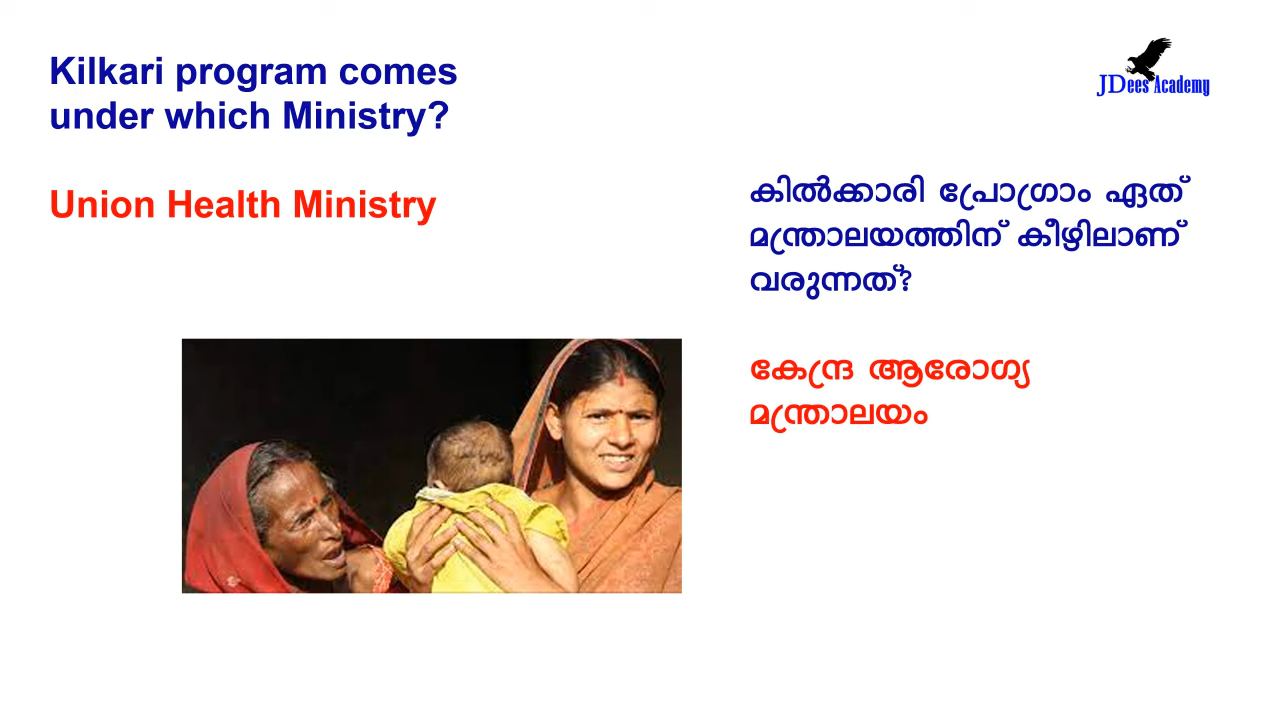 Kilkari program comes
under which Ministry?
Union Health Ministry
JDees Academy
കിൽക്കാരി പ്രോഗ്രാം ഏത്
മന്ത്രാലയത്തിന് കീഴിലാണ്
വരുന്നത്?
കേന്ദ്ര ആരോഗ്യ
മന്ത്രാലയം